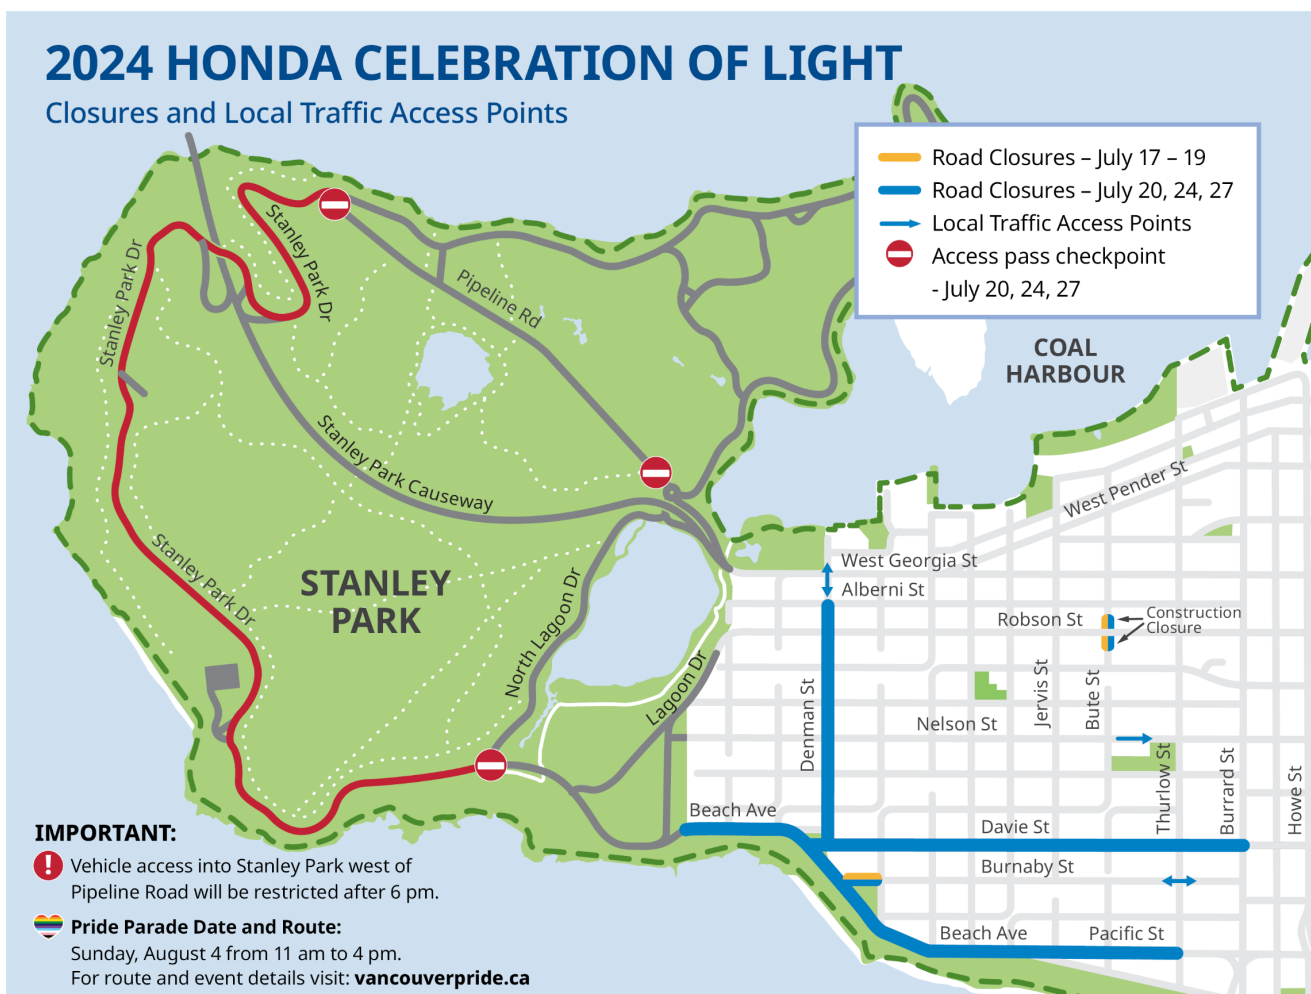 2024 HONDA CELEBRATION OF LIGHT
Closures and Local Traffic Access Points
Road Closures – July 17 – 19
Road Closures – July 20, 24, 27
Local Traffic Access Points
Access pass checkpoint
- July 20, 24, 27
Stanley Park Dr
Stanley Park Dr
Pipeline Rd
COAL
HARBOUR
Stanley Park Causeway
West Pender St
Stanley Park Dr
STANLEY
PARK
North Lagoon Dr
Lagoon Dr
West Georgia St
Alberni St
Robson St
Construction
Closure
Denman St
Jervis St
Bute St
Nelson St
Thurlow St
Burrard St
Howe St
Beach Ave
Davie St
Burnaby St
Beach Ave
Pacific St
IMPORTANT:
!
Vehicle access into Stanley Park west of
Pipeline Road will be restricted after 6 pm.
Pride Parade Date and Route:
Sunday, August 4 from 11 am to 4 pm.
For route and event details visit: vancouverpride.ca